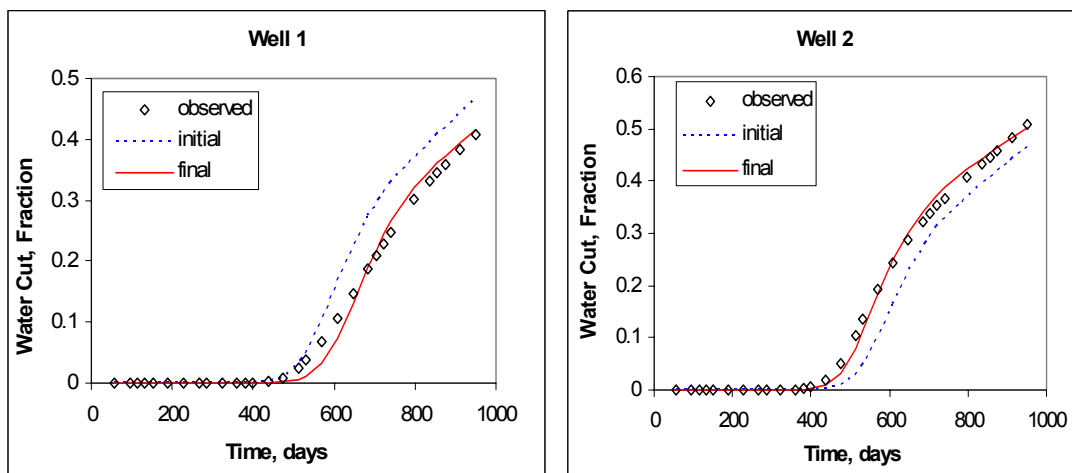 Well 1
0.5
0.4
0.3
0.2
0.1
0
Water Cut, Fraction
observed
initial
final
0 200 400 600 800 1000
Time, days
Well 2
0.6
0.5
0.4
0.3
0.2
0.1
0
Water Cut, Fraction
observed
initial
final
0 200 400 600 800 1000
Time, days